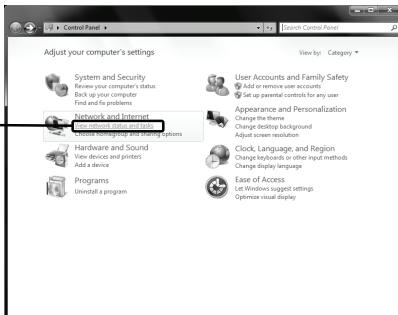 Control Panel
Search Control Panel
Adjust your computer's settings
View by: Category
System and Security
Review your computer's status
Back up your computer
Find and fix problems
Network and Internet
View network status and tasks
Choose homegroup and sharing options
Hardware and Sound
View devices and printers
Add a device
Programs
Uninstall a program
User Accounts and Family Safety
Add or remove user accounts
Set up parental controls for any user
Appearance and Personalization
Change the theme
Change desktop background
Adjust screen resolution
Clock, Language, and Region
Change keyboards or other input methods
Change display language
Ease of Access
Let Windows suggest settings
Optimize visual display